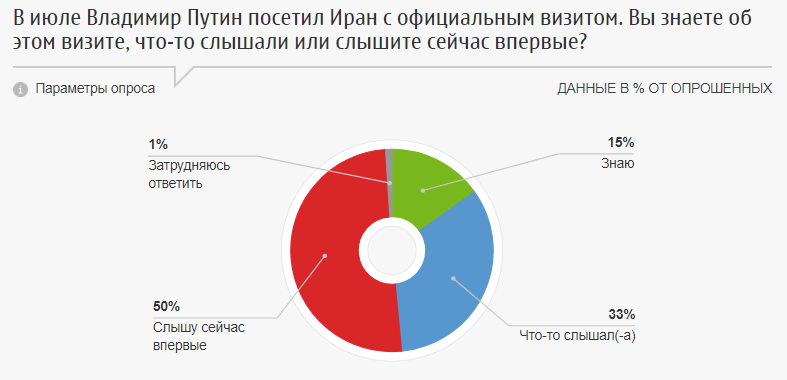 В июле Владимир Путин посетил Иран с официальным визитом. Вы знаете об
этом визите, что-то слышали или слышите сейчас впервые?
i Параметры опроса
ДАННЫЕ В % ОТ ОПРОШЕННЫХ
1%
Затрудняюсь
ответить
15%
Знаю
50%
Слышу сейчас
впервые
33%
Что-то слышал(-а)